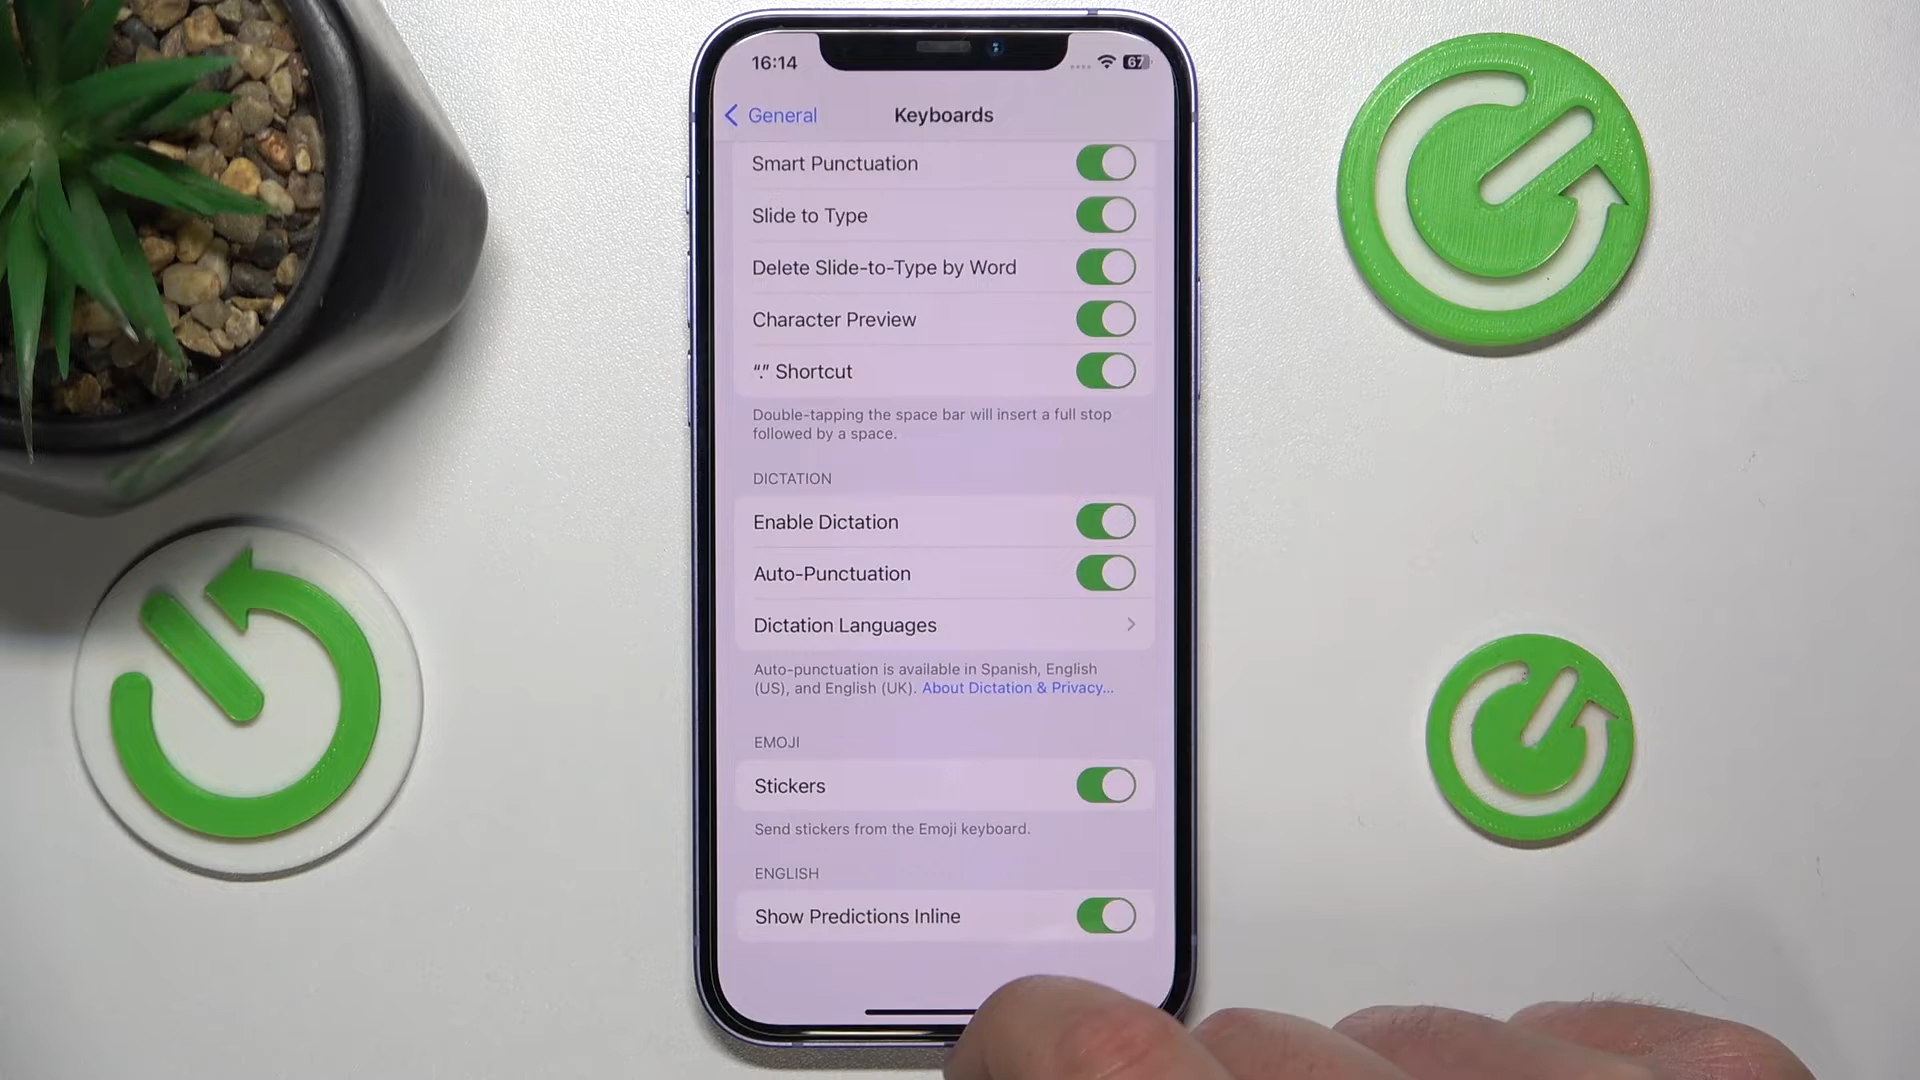 16:14
67
General
Keyboards
Smart Punctuation
Slide to Type
Delete Slide-to-Type by Word
Character Preview
“.” Shortcut
Double-tapping the space bar will insert a full stop
followed by a space.
DICTATION
Enable Dictation
Auto-Punctuation
Dictation Languages
Auto-punctuation is available in Spanish, English
(US), and English (UK). About Dictation & Privacy...
EMOJI
Stickers
Send stickers from the Emoji keyboard.
ENGLISH
Show Predictions Inline